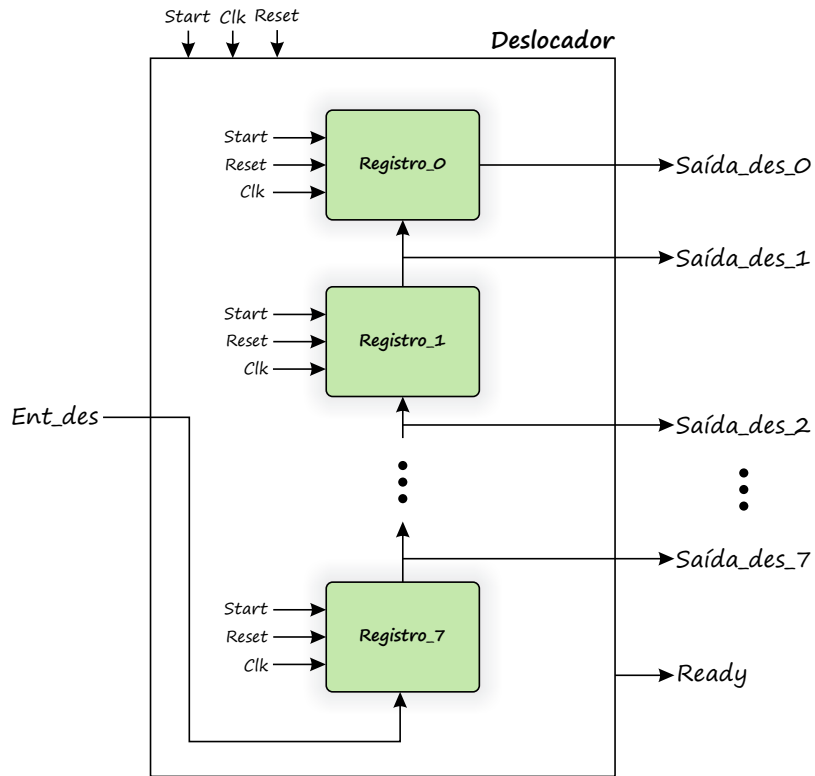 Start Clk Reset
Deslocador
Start
Reset
Clk
Registro_0
Saída_des_0
Saída_des_1
Start
Reset
Clk
Registro_1
Ent_des
Saída_des_2
Saída_des_7
Start
Reset
Clk
Registro_7
Ready